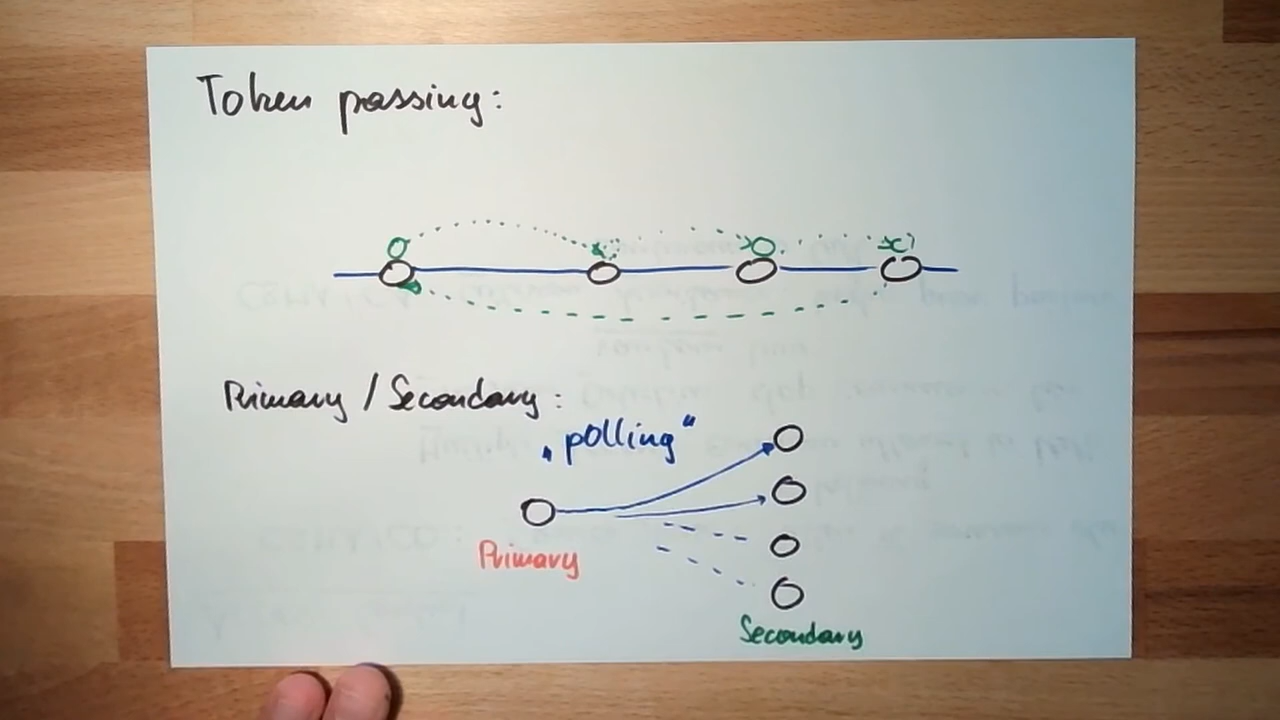 Token passing:
Primary / Secondary:
„polling“
Primary
Secondary